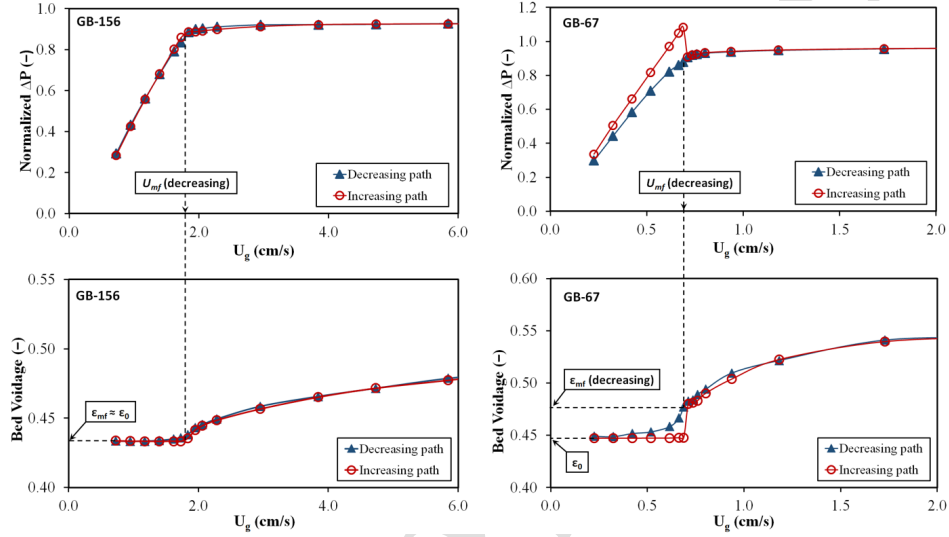 GB-156
Normalized ΔP (–)
1.0
0.8
0.6
0.4
0.2
0.0
Umf (decreasing)
Decreasing path
Increasing path
0.0 2.0 4.0 6.0
Ug (cm/s)
GB-67
Normalized ΔP (–)
1.2
1.0
0.8
0.6
0.4
0.2
0.0
Umf (decreasing)
Decreasing path
Increasing path
0.0 0.5 1.0 1.5 2.0
Ug (cm/s)
GB-156
Bed Voidage (–)
0.55
0.50
0.45
0.40
εmf ≈ ε0
Decreasing path
Increasing path
0.0 2.0 4.0 6.0
Ug (cm/s)
GB-67
Bed Voidage (–)
0.60
0.55
0.50
0.45
0.40
εmf (decreasing)
ε0
Decreasing path
Increasing path
0.0 0.5 1.0 1.5 2.0
Ug (cm/s)